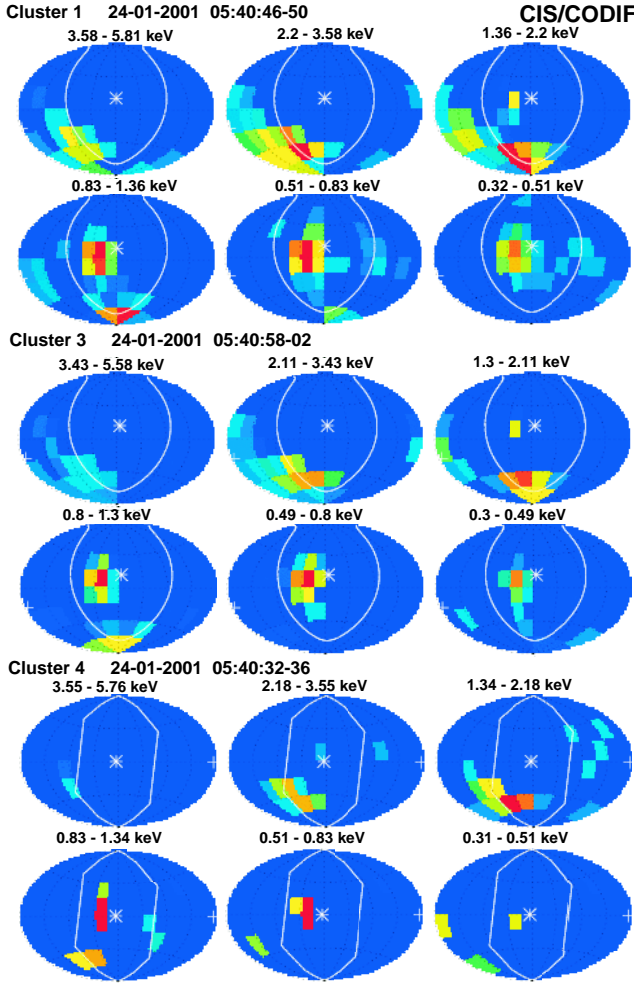 Cluster 1 24-01-2001 05:40:46-50 CIS/CODIF
3.58 - 5.81 keV 2.2 - 3.58 keV 1.36 - 2.2 keV
0.83 - 1.36 keV 0.51 - 0.83 keV 0.32 - 0.51 keV
Cluster 3 24-01-2001 05:40:58-02
3.43 - 5.58 keV 2.11 - 3.43 keV 1.3 - 2.11 keV
0.8 - 1.3 keV 0.49 - 0.8 keV 0.3 - 0.49 keV
Cluster 4 24-01-2001 05:40:32-36
3.55 - 5.76 keV 2.18 - 3.55 keV 1.34 - 2.18 keV
0.83 - 1.34 keV 0.51 - 0.83 keV 0.31 - 0.51 keV